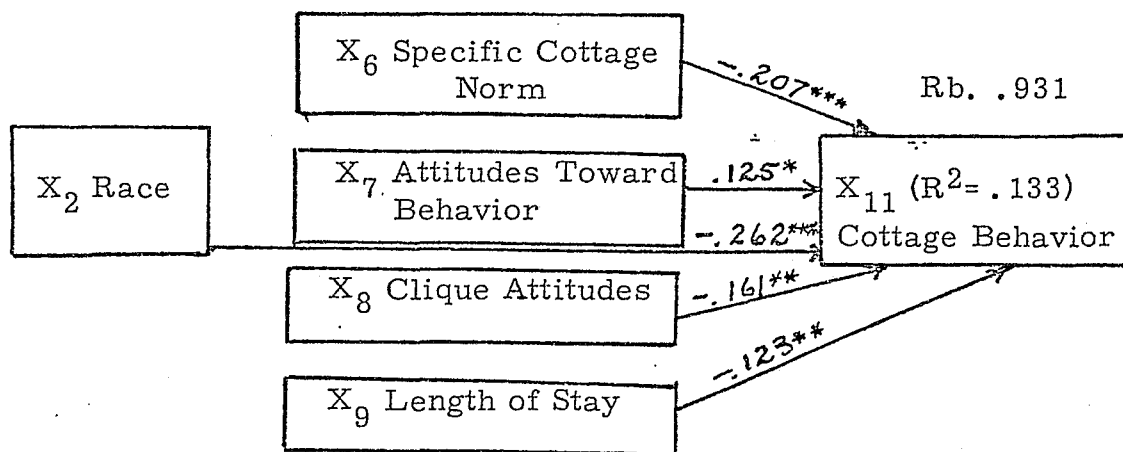 X6 Specific Cottage
Norm
-.207***
Rb. .931
X2 Race
X7 Attitudes Toward
Behavior
.125*
X11 (R2= .133)
Cottage Behavior
-.262***
X8 Clique Attitudes
-.161**
X9 Length of Stay
-.123**